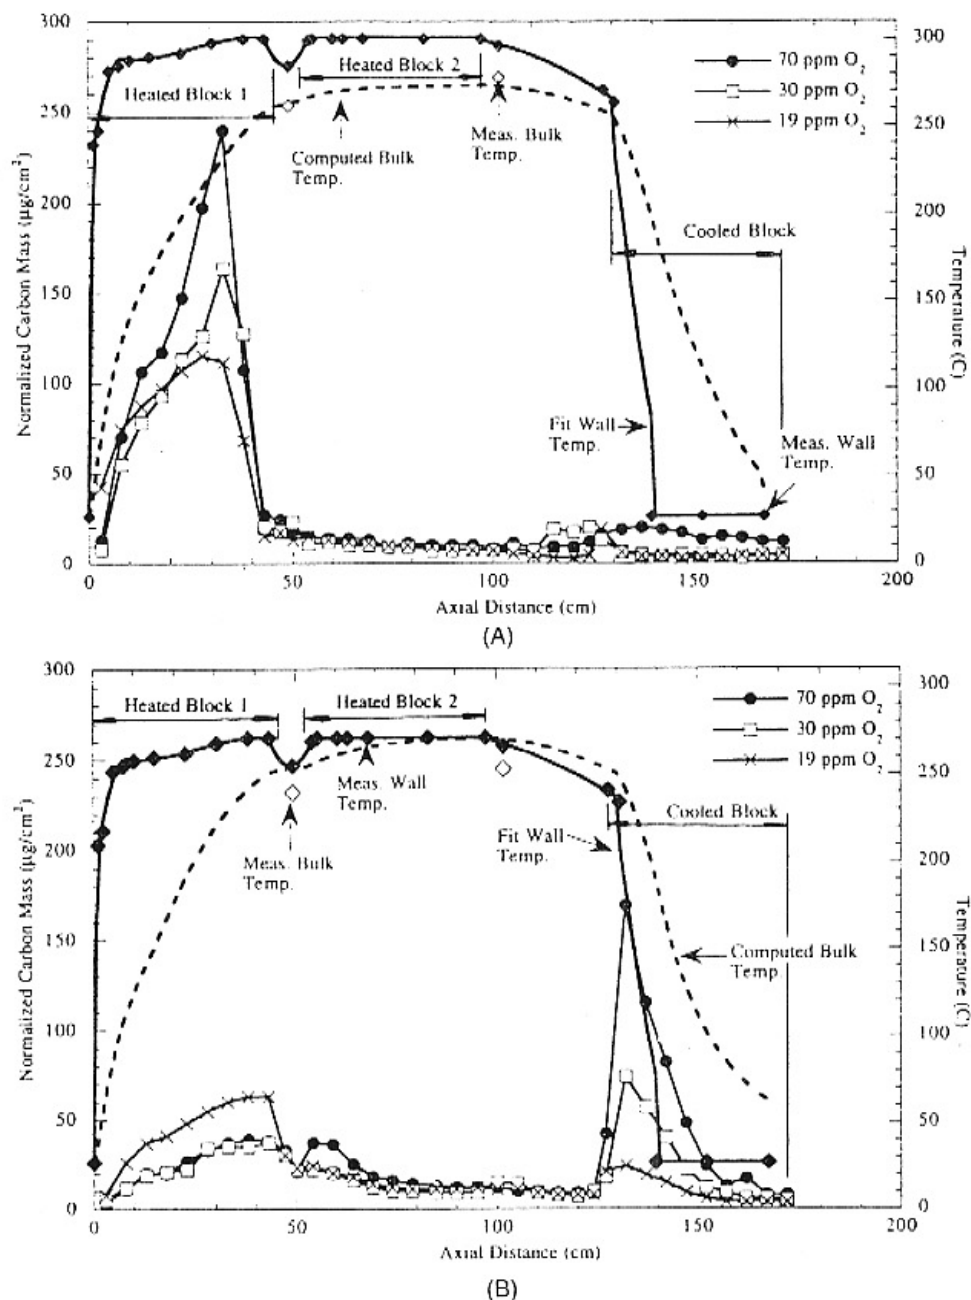 300
250
200
150
100
50
0
Normalized Carbon Mass (µg/cm²)
Heated Block 1
Heated Block 2
70 ppm O₂
30 ppm O₂
19 ppm O₂
Computed Bulk
Temp.
Meas. Bulk
Temp.
Cooled Block
Fit Wall
Temp.
Meas. Wall
Temp.
300
250
200
150
100
50
0
Temperature (C)
0 50 100 150 200
Axial Distance (cm)
(A)
300
250
200
150
100
50
0
Normalized Carbon Mass (µg/cm²)
Heated Block 1
Heated Block 2
70 ppm O₂
30 ppm O₂
19 ppm O₂
Meas. Wall
Temp.
Meas. Bulk
Temp.
Fit Wall
Temp.
Cooled Block
Computed Bulk
Temp.
300
250
200
150
100
50
0
Temperature (C)
0 50 100 150 200
Axial Distance (cm)
(B)